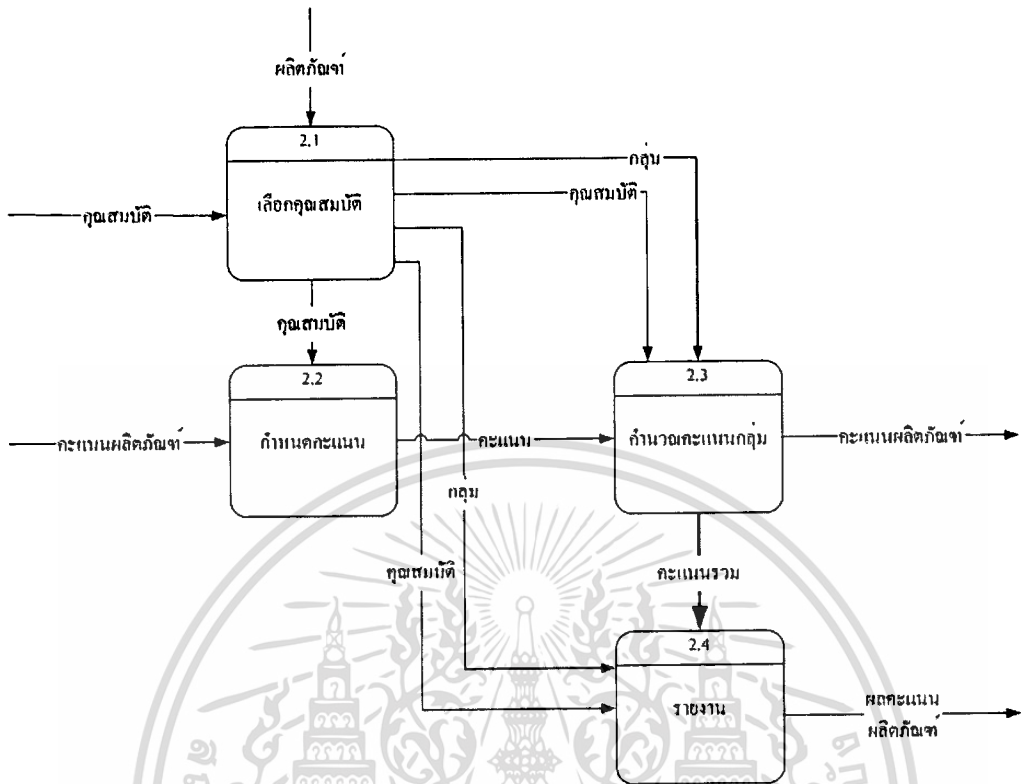 ผลิตภัณฑ์
2.1
เลือกคุณสมบัติ
กลุ่ม
คุณสมบัติ
คุณสมบัติ
คุณสมบัติ
2.2
กำหนดคะแนน
คะแนนผลิตภัณฑ์
คะแนน
2.3
คำนวณคะแนนกลุ่ม
คะแนนผลิตภัณฑ์
กลุ่ม
คุณสมบัติ
คะแนนรวม
2.4
รายงาน
ผลคะแนน
ผลิตภัณฑ์